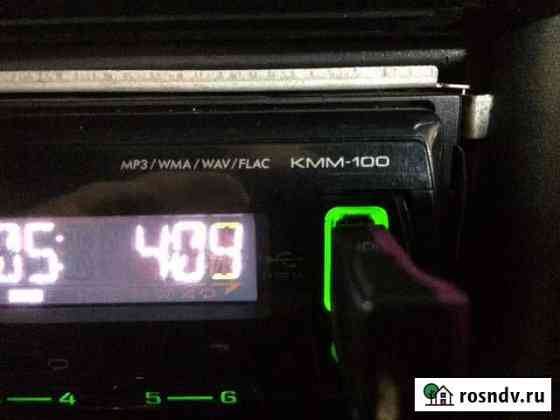 MP3/WMA/WAV/FLAC KMM-100
05: 409
4 5 6
rosndv.ru